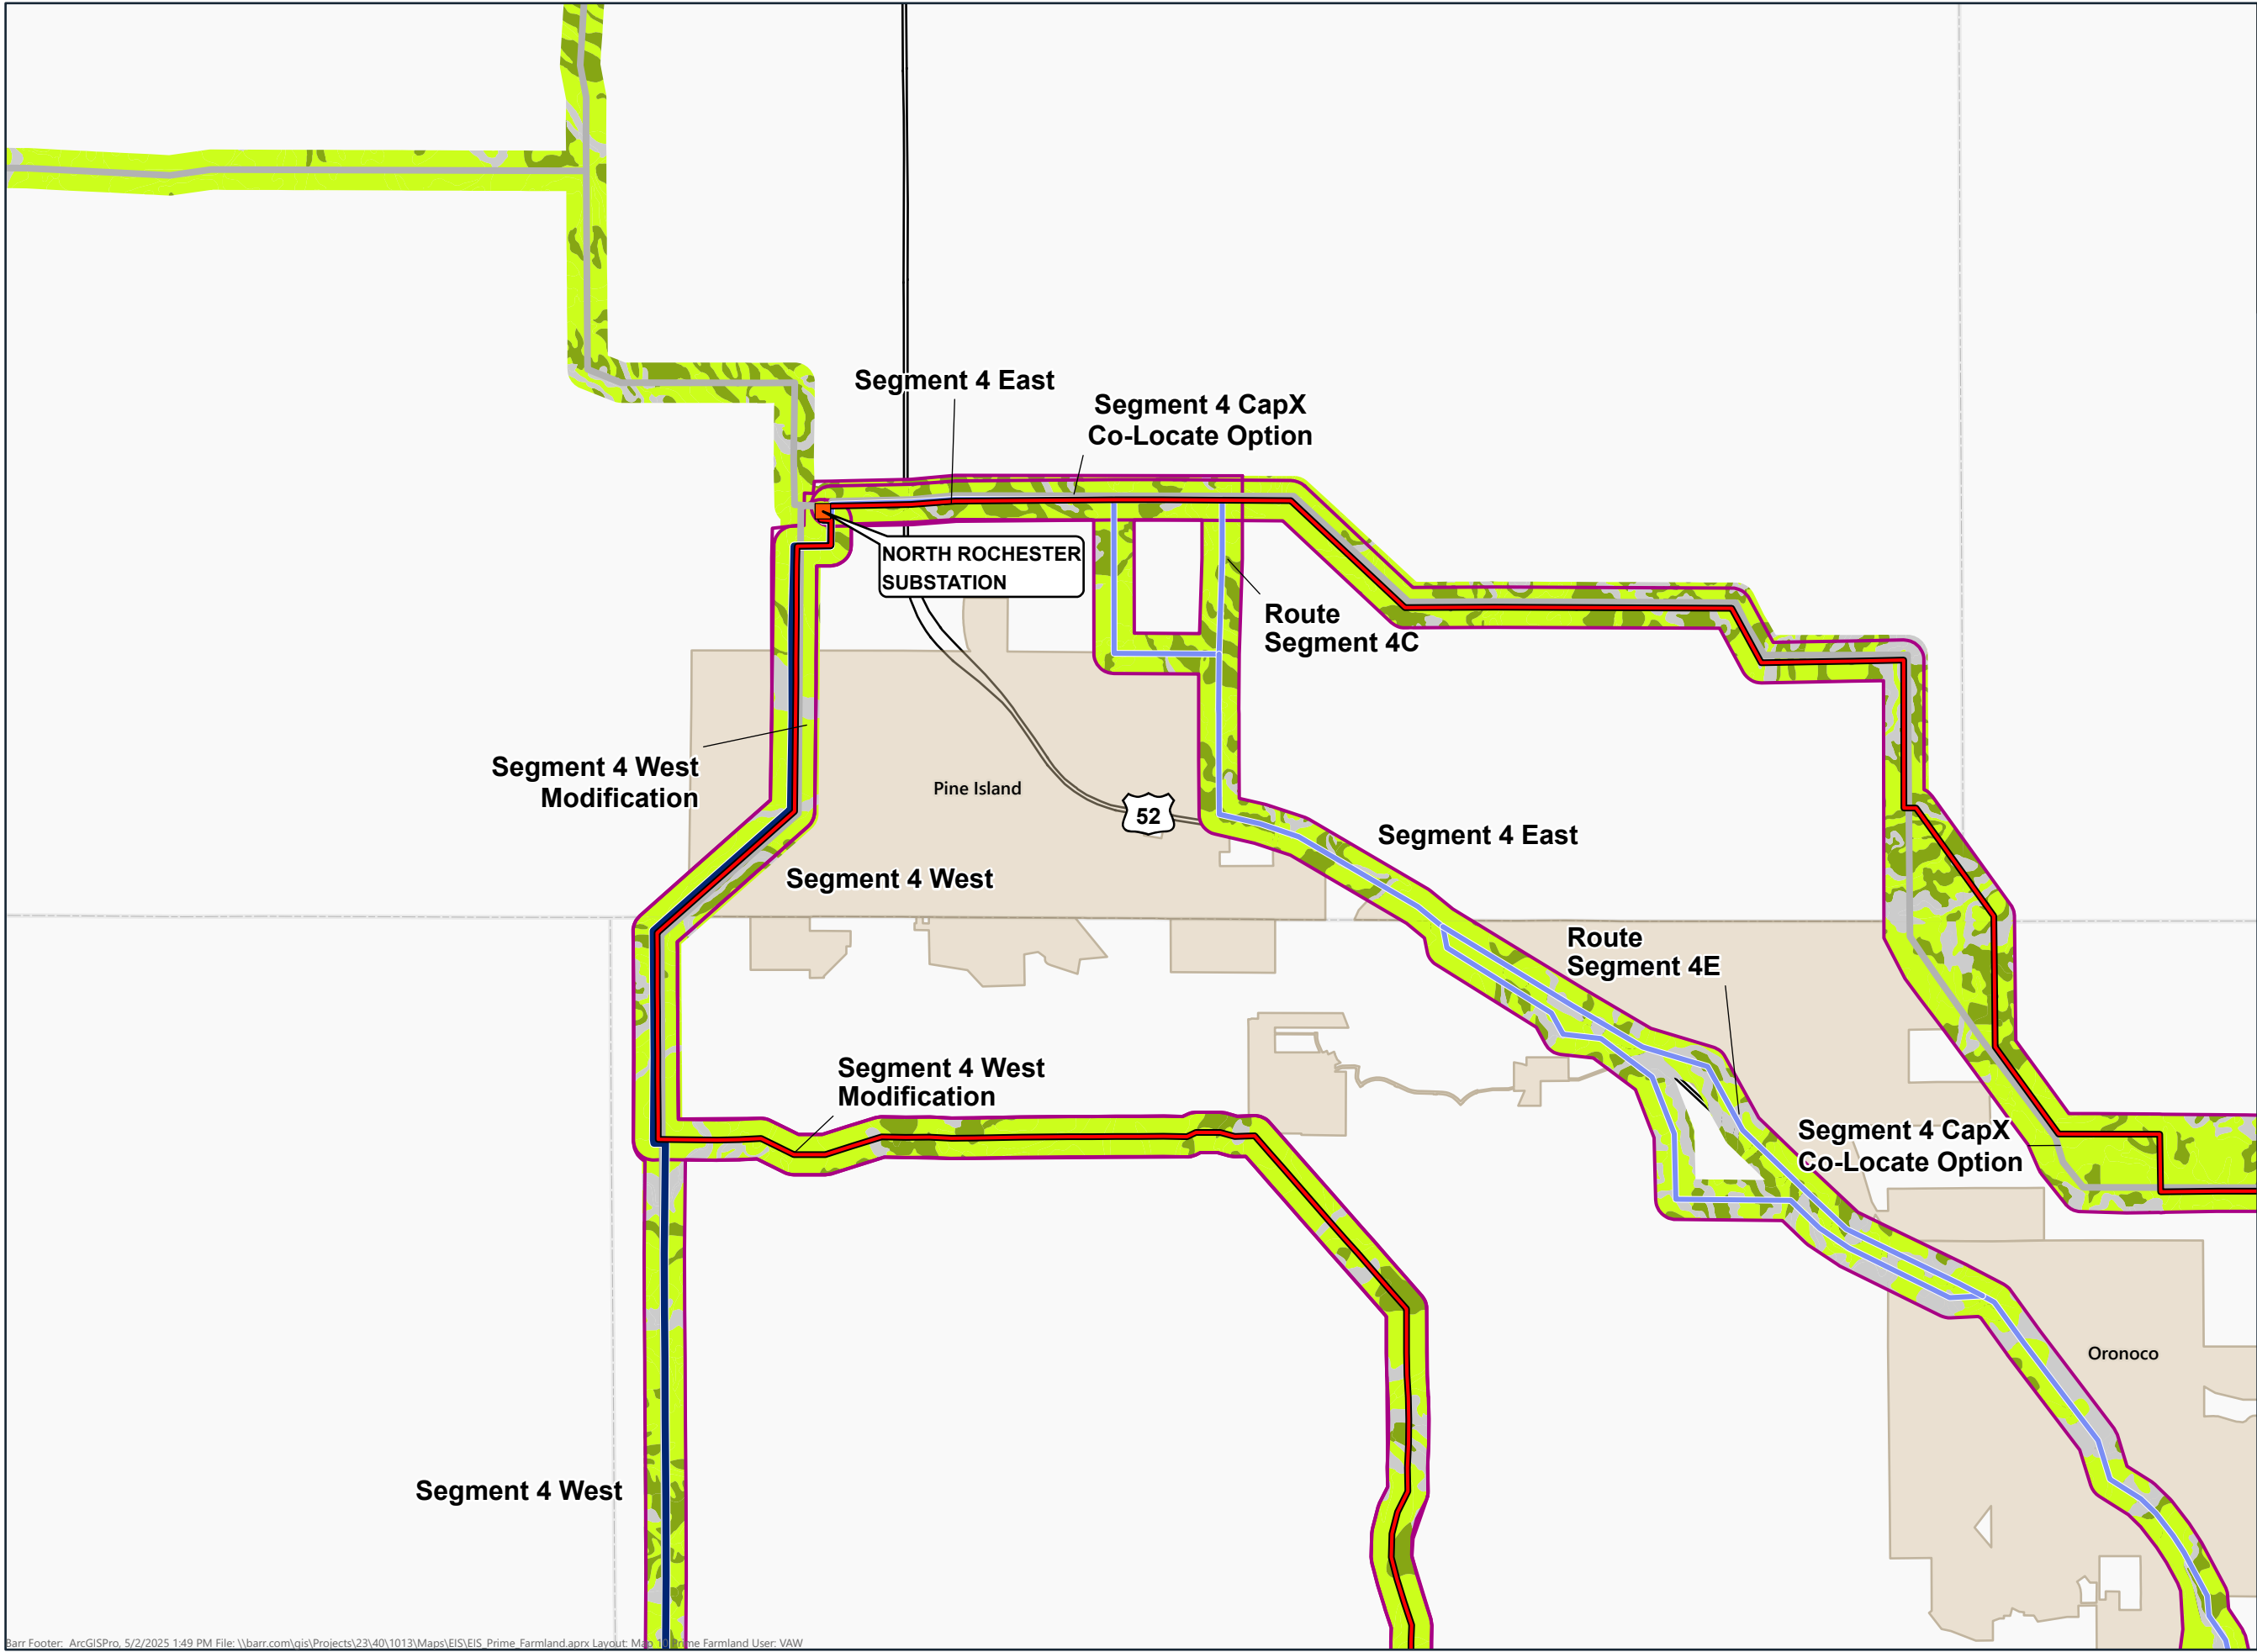 Segment 4 East
Segment 4 CapX
Co-Locate Option
NORTH ROCHESTER
SUBSTATION
Route
Segment 4C
Segment 4 West
Modification
Pine Island
52
Segment 4 East
Segment 4 West
Route
Segment 4E
Segment 4 West
Modification
Segment 4 CapX
Co-Locate Option
Oronoco
Segment 4 West
Barr Footer: ArcGISPro, 5/2/2025 1:49 PM File: \\barr.com\gis\Projects\23\40\1013\Maps\EIS\EIS_Prime_Farmland.aprx Layout: Map 10 Prime Farmland User: VAW